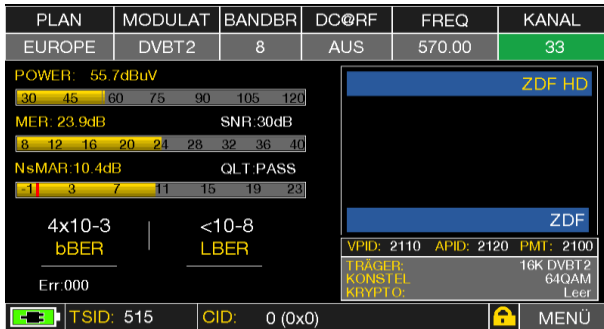 PLAN MODULAT BANDBR DC@RF FREQ KANAL
EUROPE DVBT2 8 AUS 570.00 33
POWER: 55.7dBuV
30 45 60 75 90 105 120
MER: 23.9dB SNR:30dB
8 12 16 20 24 28 32 36 40
NsMAR:10.4dB QLT:PASS
-1 3 7 11 15 19 23
4x10-3 <10-8
bBER LBER
Err:000
ZDF HD
ZDF
VPID: 2110 APID: 2120 PMT: 2100
TRÄGER: 16K DVBT2
KONSTEL 64QAM
KRYPTO: Leer
TSID: 515 CID: 0 (0x0) MENÜ